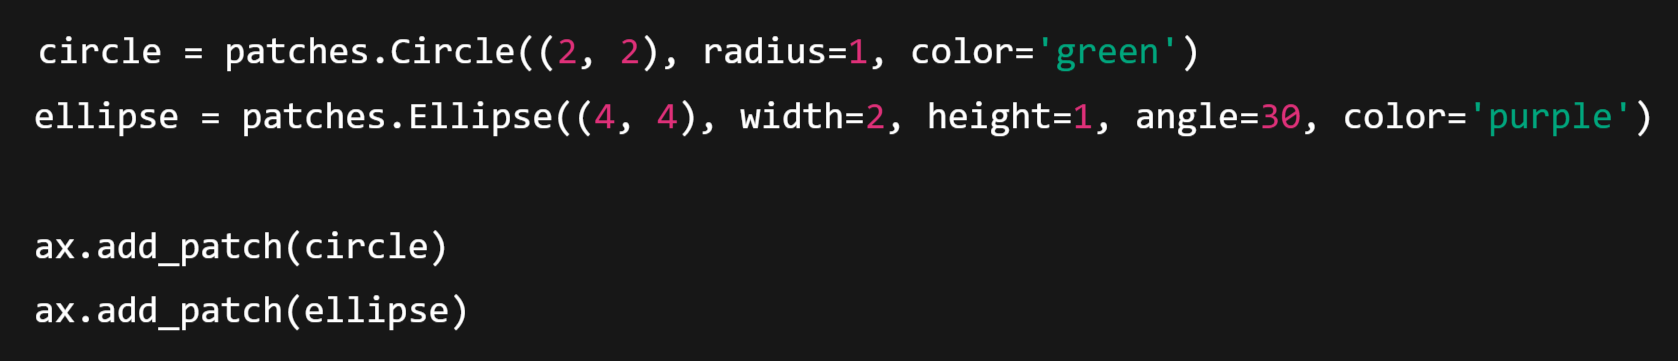 circle = patches.Circle((2, 2), radius=1, color='green')
ellipse = patches.Ellipse((4, 4), width=2, height=1, angle=30, color='purple')
ax.add_patch(circle)
ax.add_patch(ellipse)